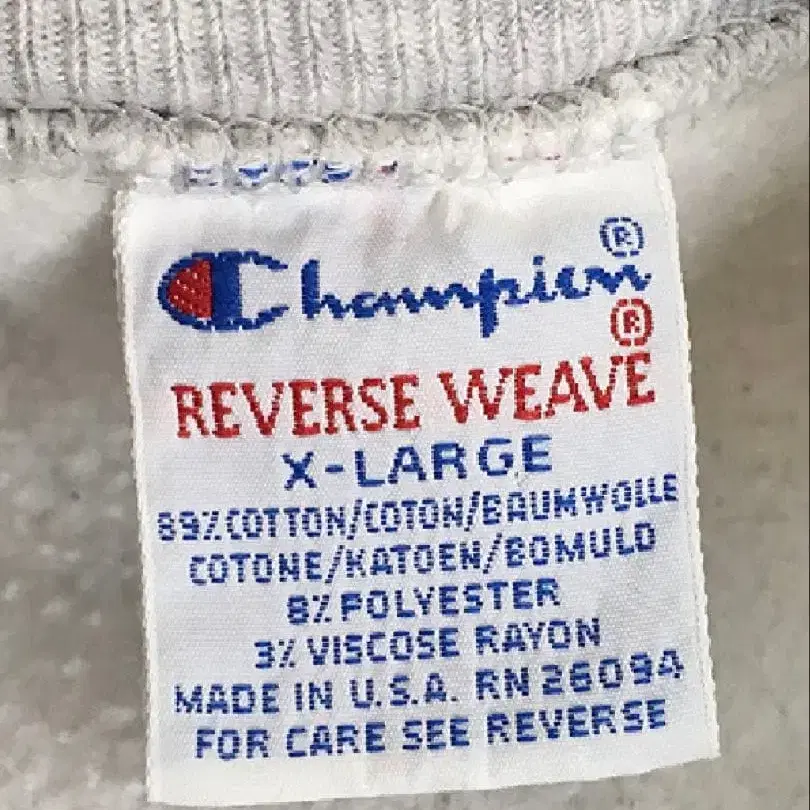 Champion®
®
REVERSE WEAVE
X-LARGE
89% COTTON/COTON/BAUMWOLLE
COTONE/KATOEN/BOMULD
8% POLYESTER
3% VISCOSE RAYON
MADE IN U.S.A. RN 26094
FOR CARE SEE REVERSE